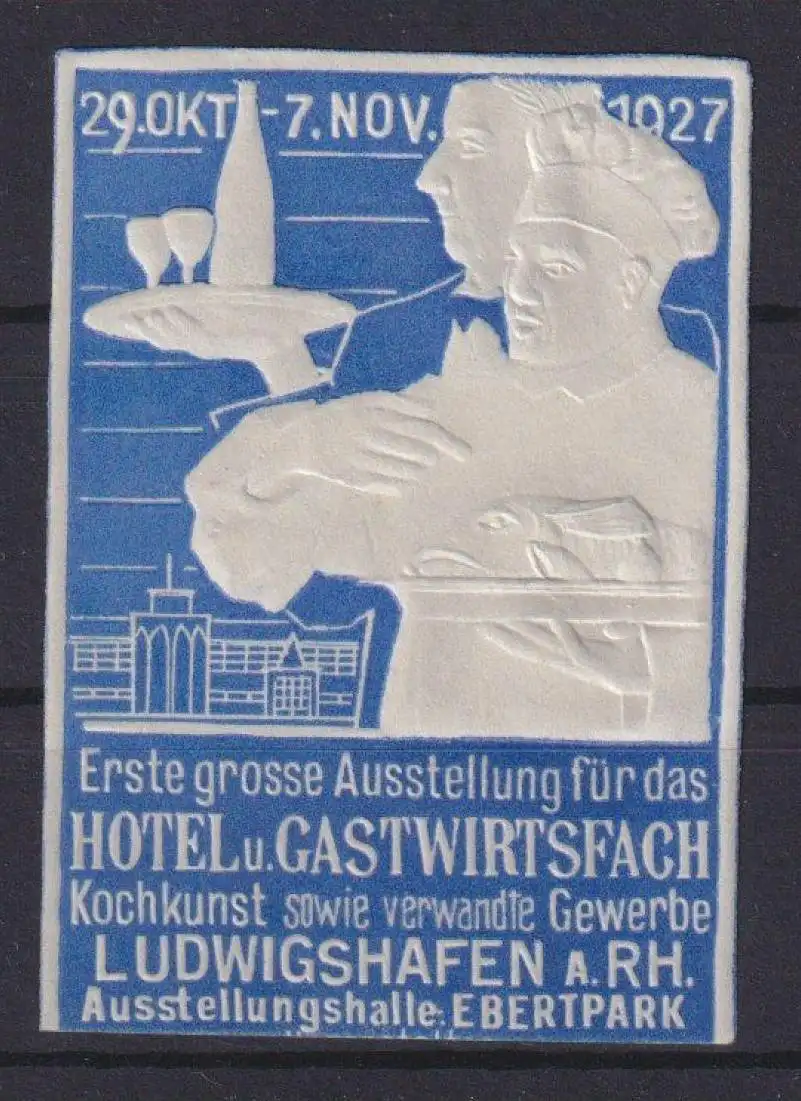 29.OKT.-7.NOV. 1927
Erste grosse Ausstellung für das
HOTEL u. GASTWIRTSFACH
Kochkunst sowie verwandte Gewerbe
LUDWIGSHAFEN A.RH.
Ausstellungshalle: EBERTPARK